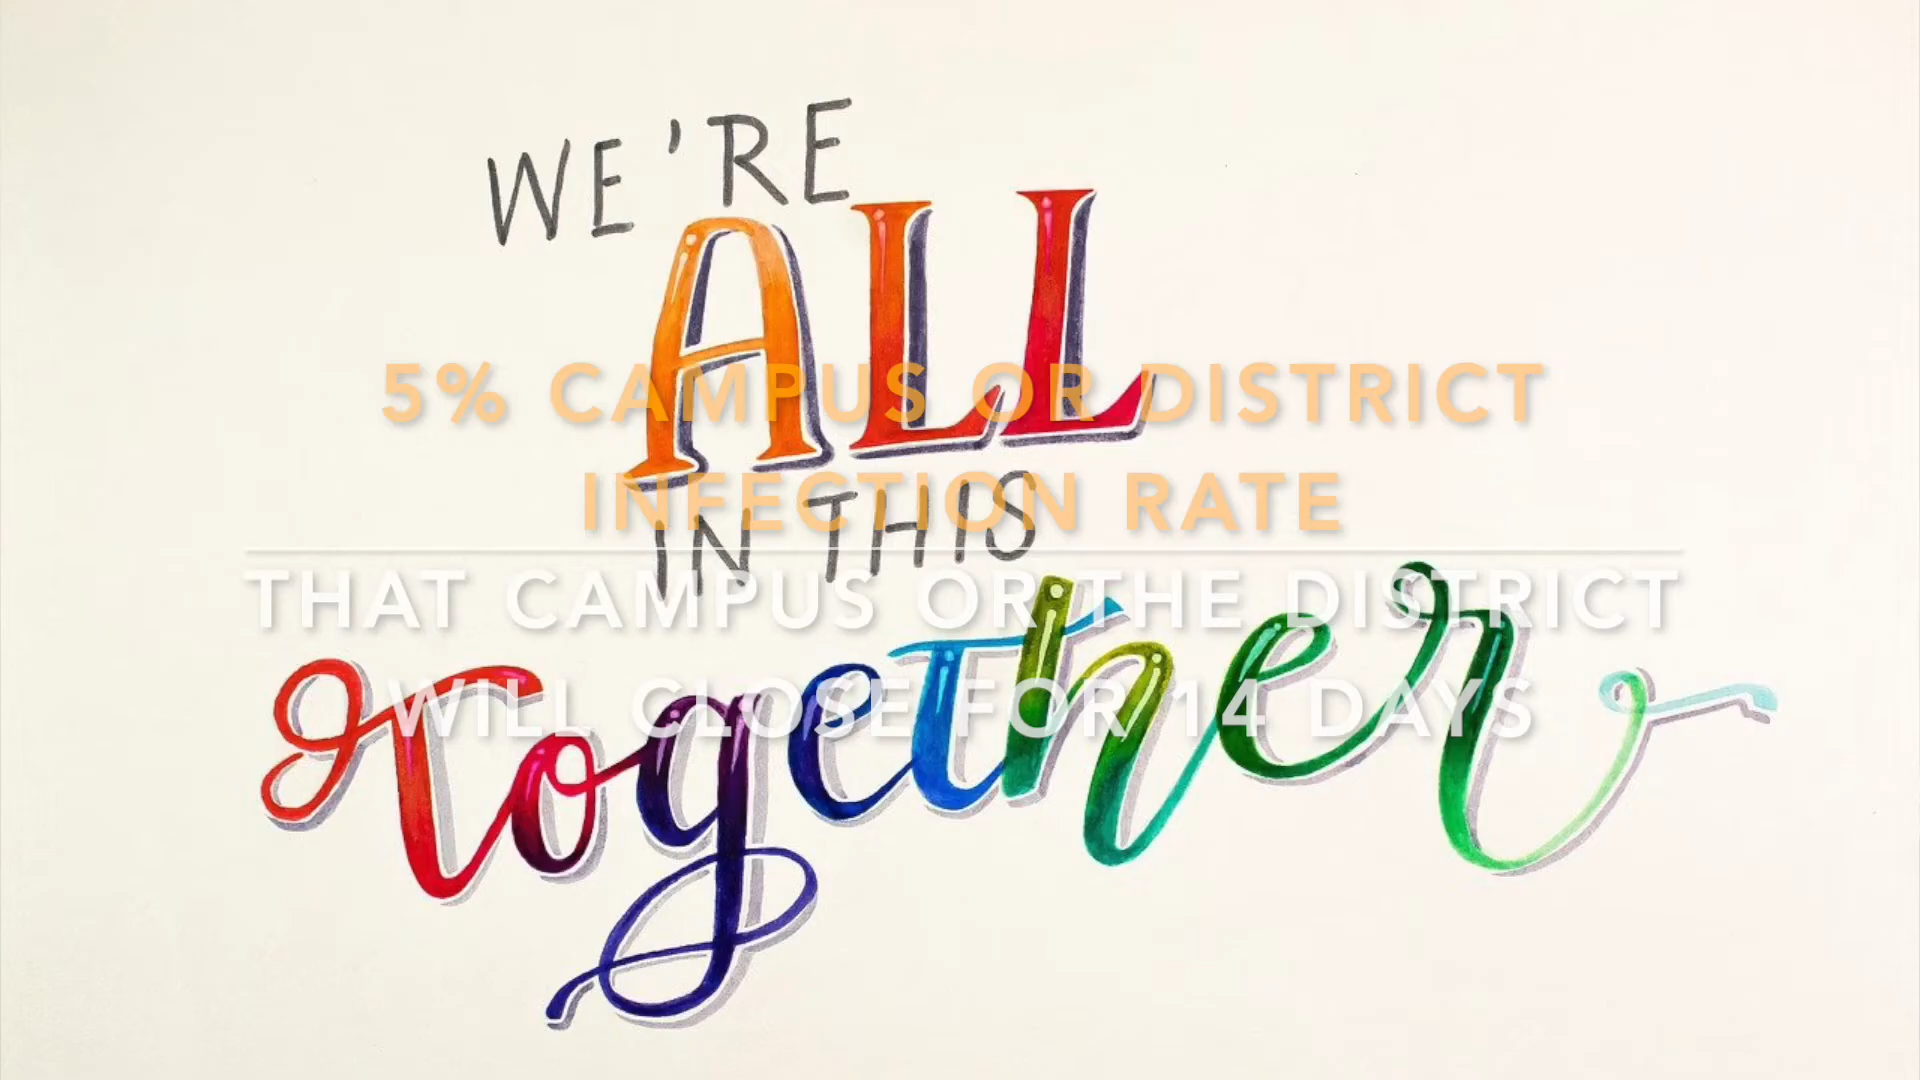 WE'RE
ALL
IN THIS
Together
5% CAMPUS OR DISTRICT
INFECTION RATE
THAT CAMPUS OR THE DISTRICT
WILL CLOSE FOR 14 DAYS